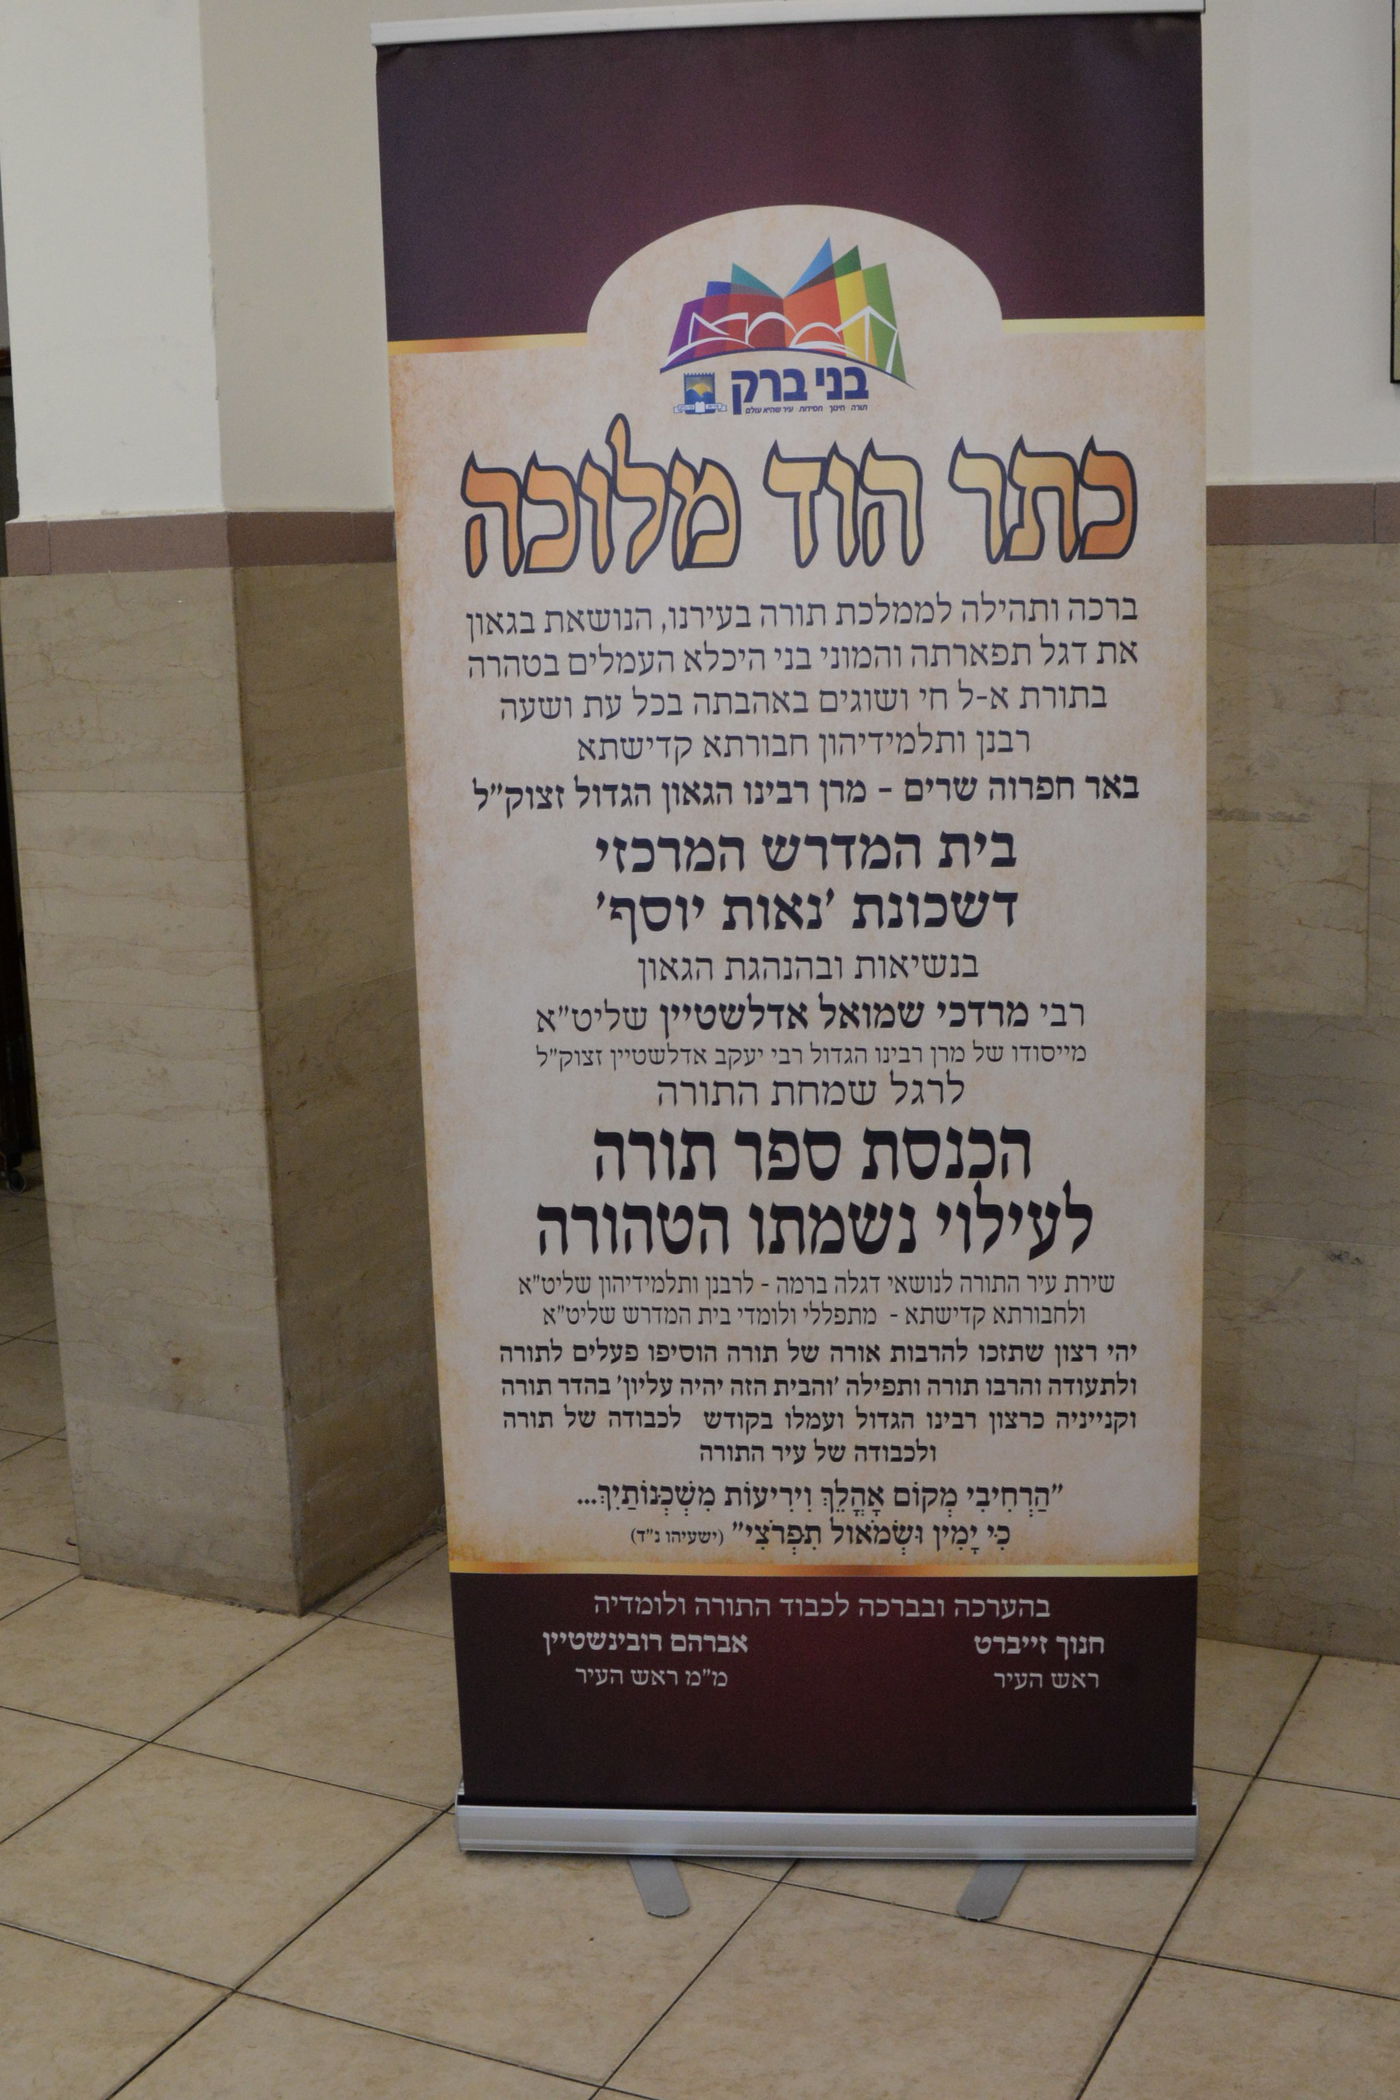 בני ברק
תורה חינוך חסידות עיר שהיא עולם
כתר הוד מלוכה
ברכה ותהילה לממלכת תורה בעירנו, הנושאת בגאון
את דגל תפארתה והמוני בני היכלא העמלים בטהרה
בתורת א-ל חי ושוגים באהבתה בכל עת ושעה
רבנן ותלמידיהון חבורתא קדישתא
באר חפרוה שרים - מרן רבינו הגאון הגדול זצוק"ל
בית המדרש המרכזי
דשכונת 'נאות יוסף'
בנשיאות ובהנהגת הגאון
רבי מרדכי שמואל אדלשטיין שליט"א
מייסודו של מרן רבינו הגדול רבי יעקב אדלשטיין זצוק"ל
לרגל שמחת התורה
הכנסת ספר תורה
לעילוי נשמתו הטהורה
שירת עיר התורה לנושאי דגלה ברמה - לרבנן ותלמידיהון שליט"א
ולחבורתא קדישתא - מתפללי ולומדי בית המדרש שליט"א
יהי רצון שתזכו להרבות אורה של תורה הוסיפו פעלים לתורה
ולתעודה והרבו תורה ותפילה 'והבית הזה יהיה עליון' בהדר תורה
וקנייניה כרצון רבינו הגדול ועמלו בקודש לכבודה של תורה
ולכבודה של עיר התורה
"הַרְחִיבִי מְקוֹם אָהֳלֵךְ וִירִיעוֹת מִשְׁכְּנוֹתַיִךְ...
כִּי יָמִין וּשְׂמֹאול תִּפְרֹצִי" (ישעיהו נ"ד)
בהערכה ובברכה לכבוד התורה ולומדיה
חנוך זייברט אברהם רובינשטיין
ראש העיר מ"מ ראש העיר